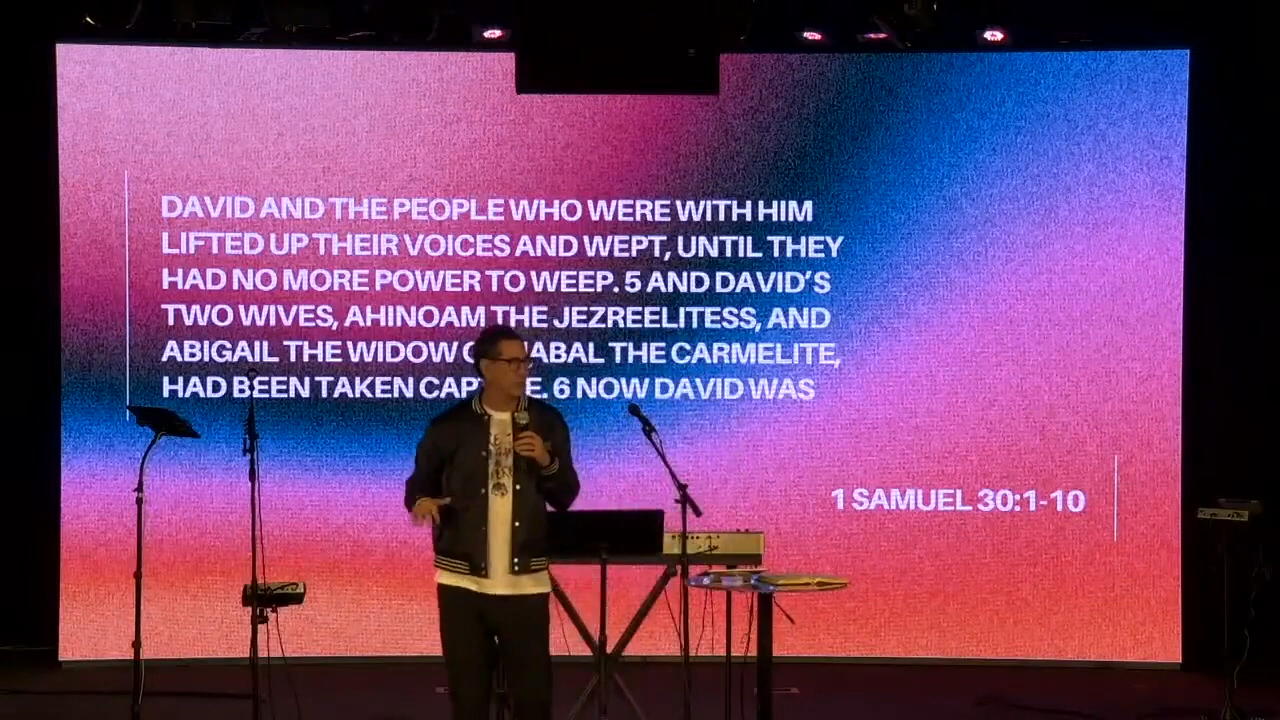 DAVID AND THE PEOPLE WHO WERE WITH HIM
LIFTED UP THEIR VOICES AND WEPT, UNTIL THEY
HAD NO MORE POWER TO WEEP. 5 AND DAVID’S
TWO WIVES, AHINOAM THE JEZREELITESS, AND
ABIGAIL THE WIDOW NABAL THE CARMELITE,
HAD BEEN TAKEN CAPTIVE. 6 NOW DAVID WAS
1 SAMUEL 30:1-10